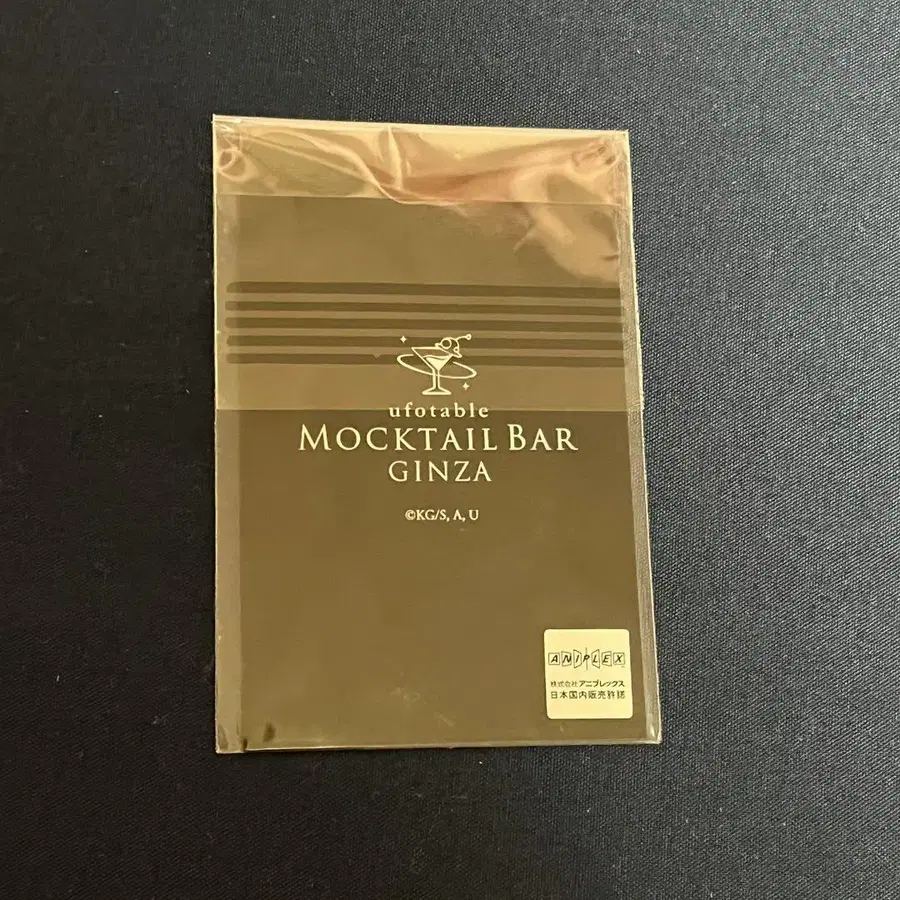 ufotable
MOCKTAIL BAR
GINZA
©KG/S, A, U
ANIPLEX
株式会社アニプレックス
日本国内販売許諾